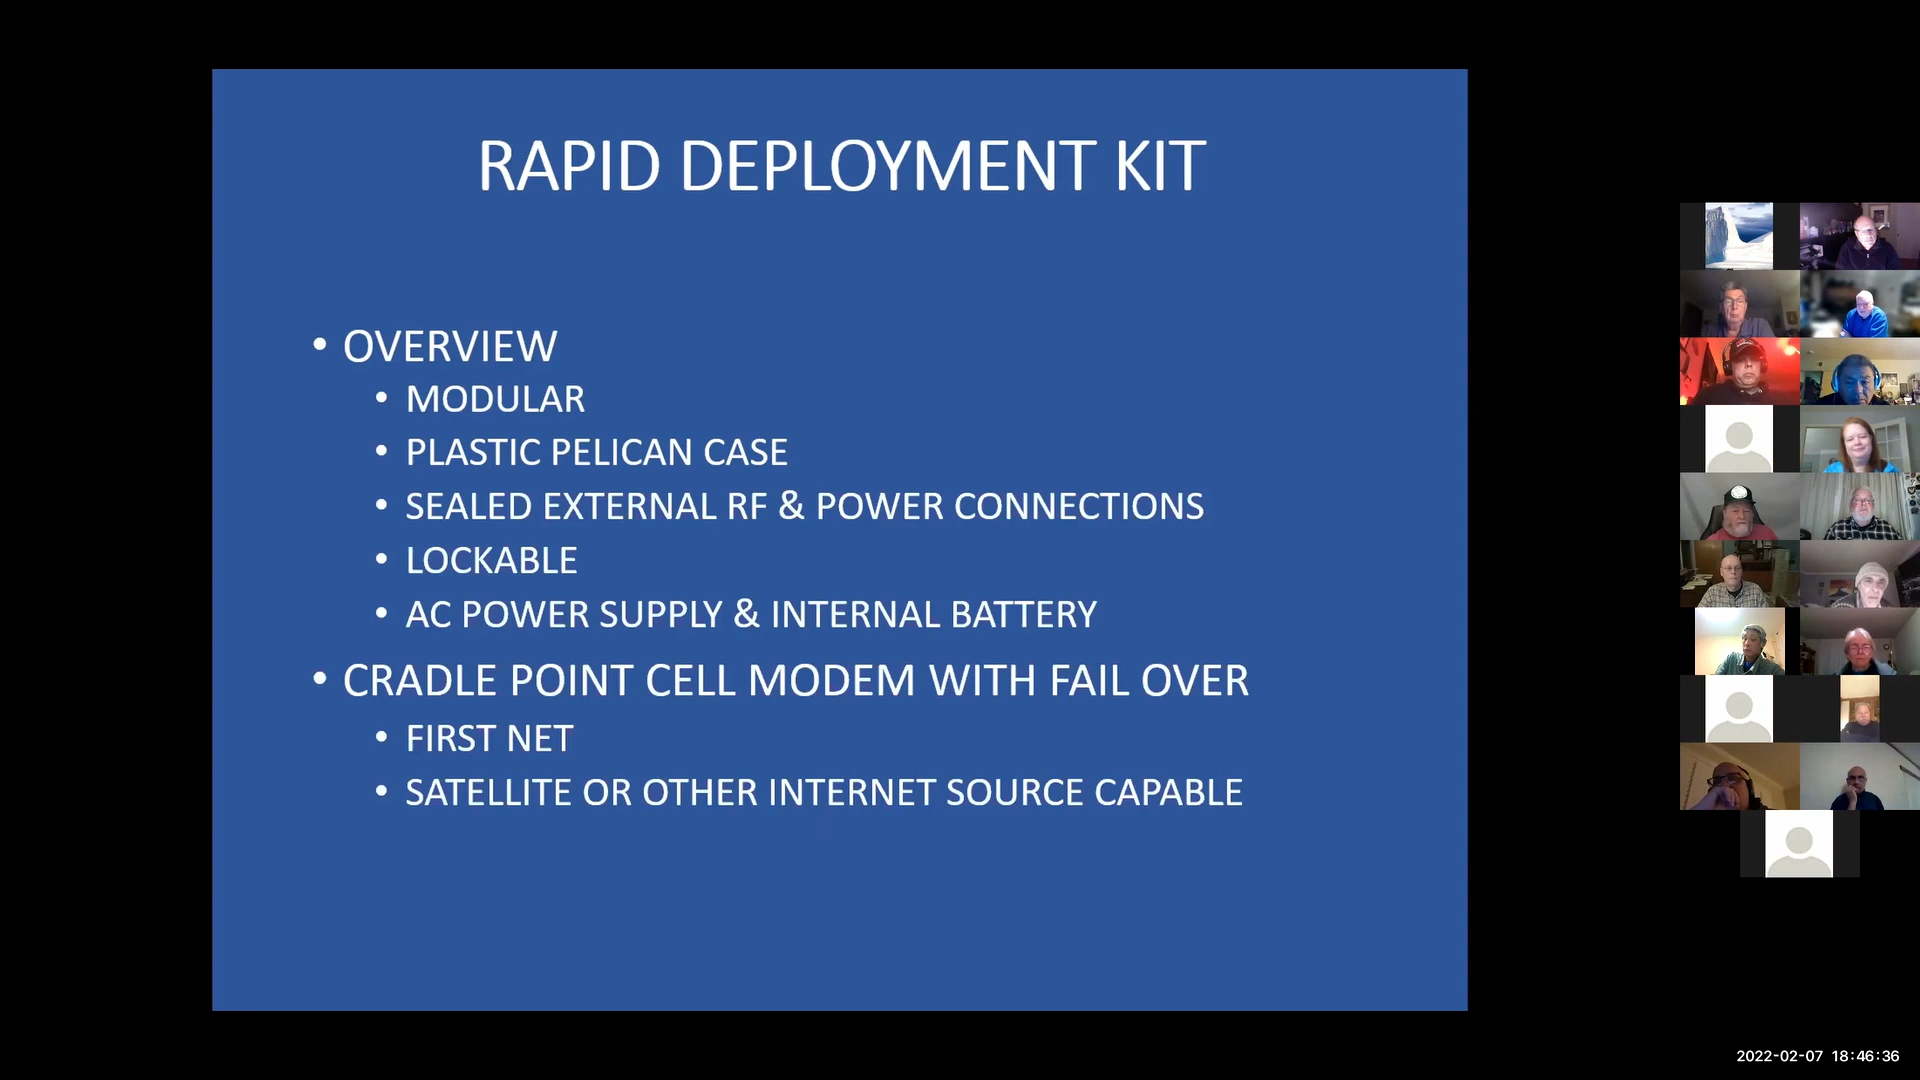 RAPID DEPLOYMENT KIT
• OVERVIEW
• MODULAR
• PLASTIC PELICAN CASE
• SEALED EXTERNAL RF & POWER CONNECTIONS
• LOCKABLE
• AC POWER SUPPLY & INTERNAL BATTERY
• CRADLE POINT CELL MODEM WITH FAIL OVER
• FIRST NET
• SATELLITE OR OTHER INTERNET SOURCE CAPABLE
2022-02-07 18:46:36